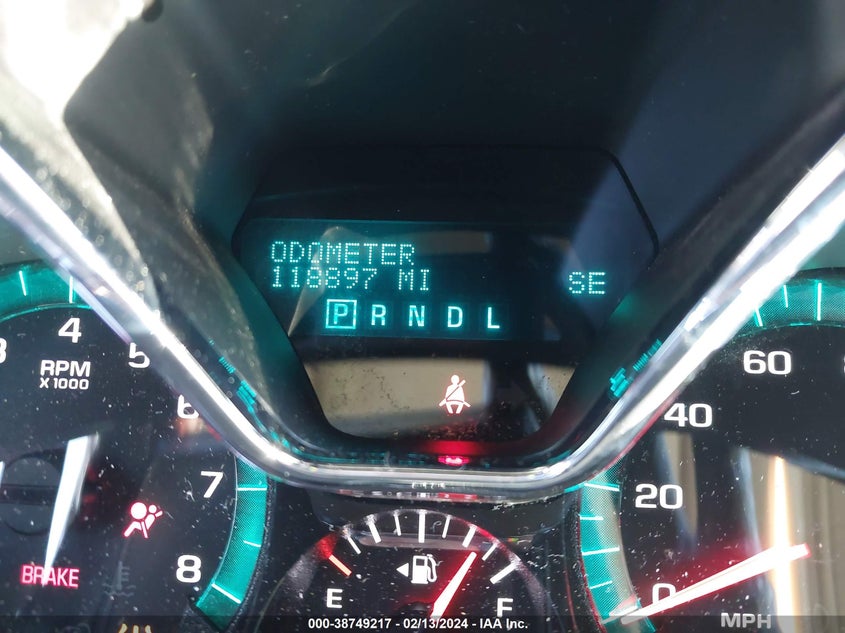 ODOMETER
118897 MI SE
P R N D L
3 4 5 6 7 8
RPM
X1000
BRAKE
E F
0 20 40 60
MPH
000-38749217 - 02/13/2024 - IAA Inc.